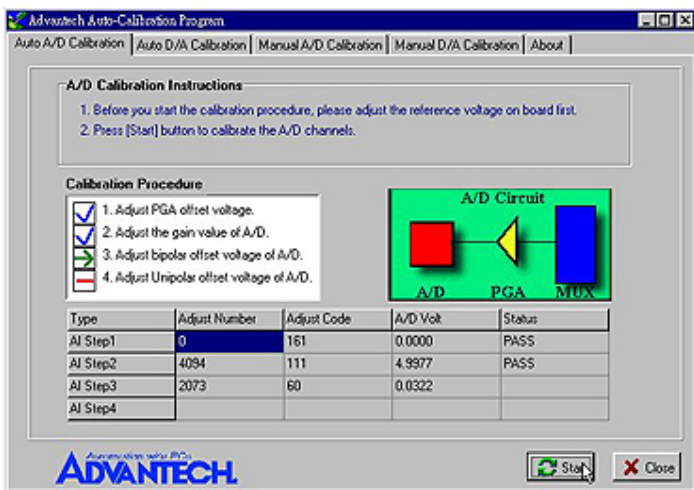 Advantech Auto-Calibration Program
Auto A/D Calibration Auto D/A Calibration Manual A/D Calibration Manual D/A Calibration About
A/D Calibration Instructions
1. Before you start the calibration procedure, please adjust the reference voltage on board first.
2. Press [Start] button to calibrate the A/D channels.
Calibration Procedure
1. Adjust PGA offset voltage.
2. Adjust the gain value of A/D.
3. Adjust bipolar offset voltage of A/D.
4. Adjust Unipolar offset voltage of A/D.
A/D Circuit
A/D PGA MUX
Type Adjust Number Adjust Code A/D Volt Status
AI Step1 0 161 0.0000 PASS
AI Step2 4094 111 4.9977 PASS
AI Step3 2073 60 0.0322
AI Step4
ADVANTECH
Start Close